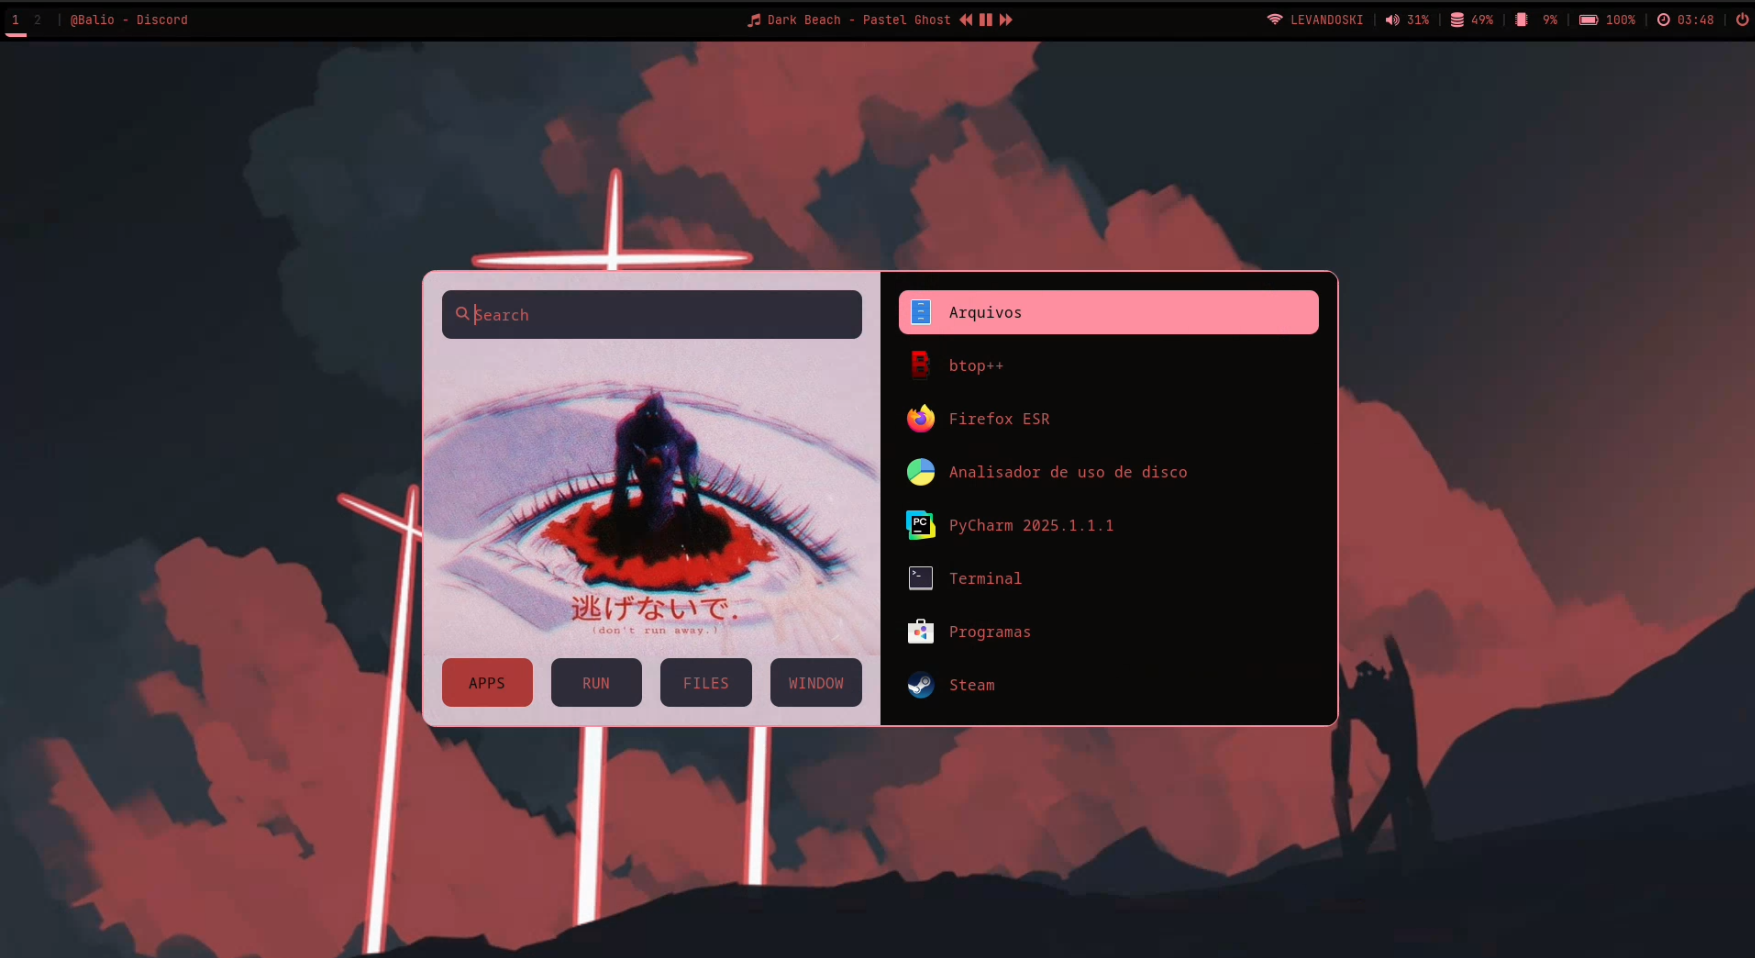 1 2 | @Balio - Discord
Dark Beach - Pastel Ghost
LEVANDOSKI | 31% | 49% | 9% | 100% | 03:48 |
Search
逃げないで.
(don't run away.)
APPS RUN FILES WINDOW
Arquivos
btop++
Firefox ESR
Analisador de uso de disco
PC PyCharm 2025.1.1.1
Terminal
Programas
Steam